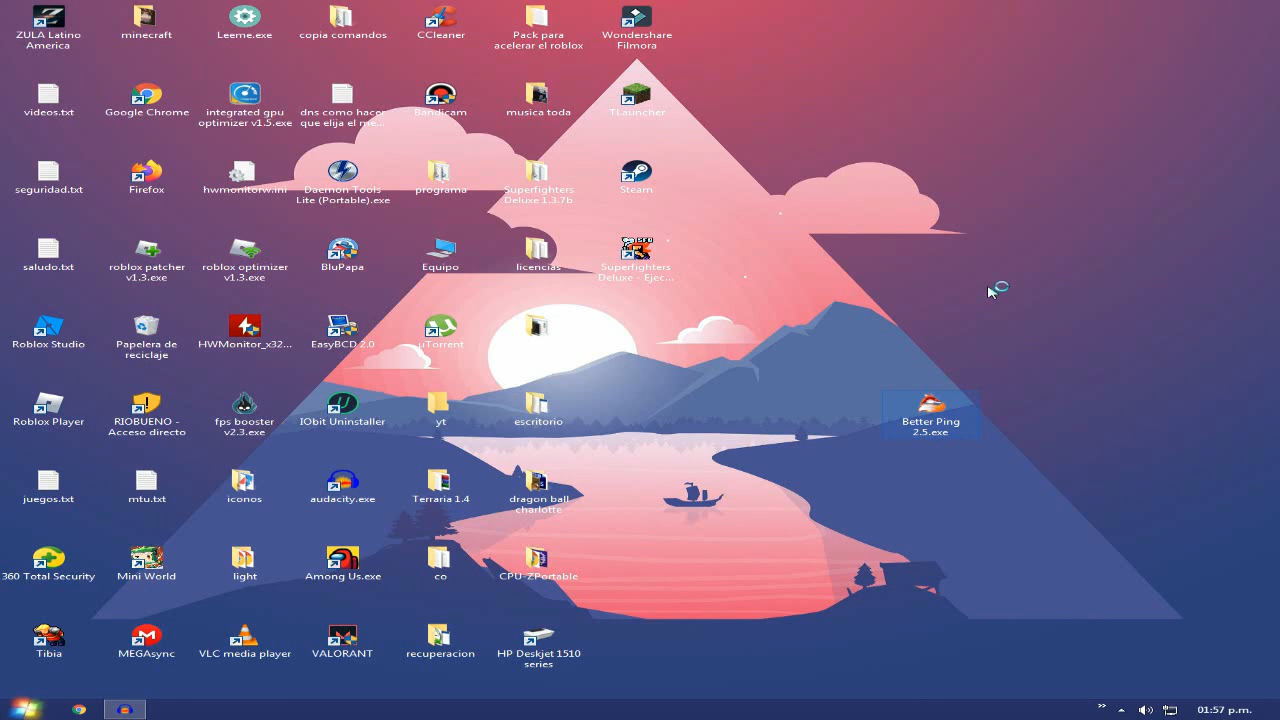 ZULA Latino
America
minecraft
Leeme.exe
copia comandos
CCleaner
Pack para
acelerar el roblox
Wondershare
Filmora
videos.txt
Google Chrome
integrated gpu
optimizer v1.5.exe
dns como hacer
que elija el me...
Bandicam
musica toda
TLauncher
seguridad.txt
Firefox
hwmonitorw.ini
Daemon Tools
Lite (Portable).exe
programa
Superfighters
Deluxe 1.3.7b
Steam
saludo.txt
roblox patcher
v1.3.exe
roblox optimizer
v1.3.exe
BluPapa
Equipo
licencias
SFD
Superfighters
Deluxe - Ejec...
Roblox Studio
Papelera de
reciclaje
HWMonitor_x32...
EasyBCD 2.0
uTorrent
Roblox Player
RIOBUENO -
Acceso directo
fps booster
v2.3.exe
IObit Uninstaller
yt
escritorio
Better Ping
2.5.exe
juegos.txt
mtu.txt
iconos
audacity.exe
Terraria 1.4
dragon ball
charlotte
360 Total Security
Mini World
light
Among Us.exe
co
CPU-ZPortable
Tibia
MEGAsync
VLC media player
VALORANT
recuperacion
HP Deskjet 1510
series
01:57 p.m.